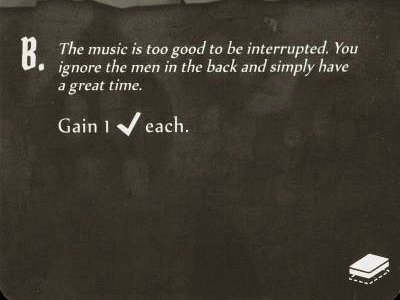 B. The music is too good to be interrupted. You
ignore the men in the back and simply have
a great time.
Gain 1 ✓ each.